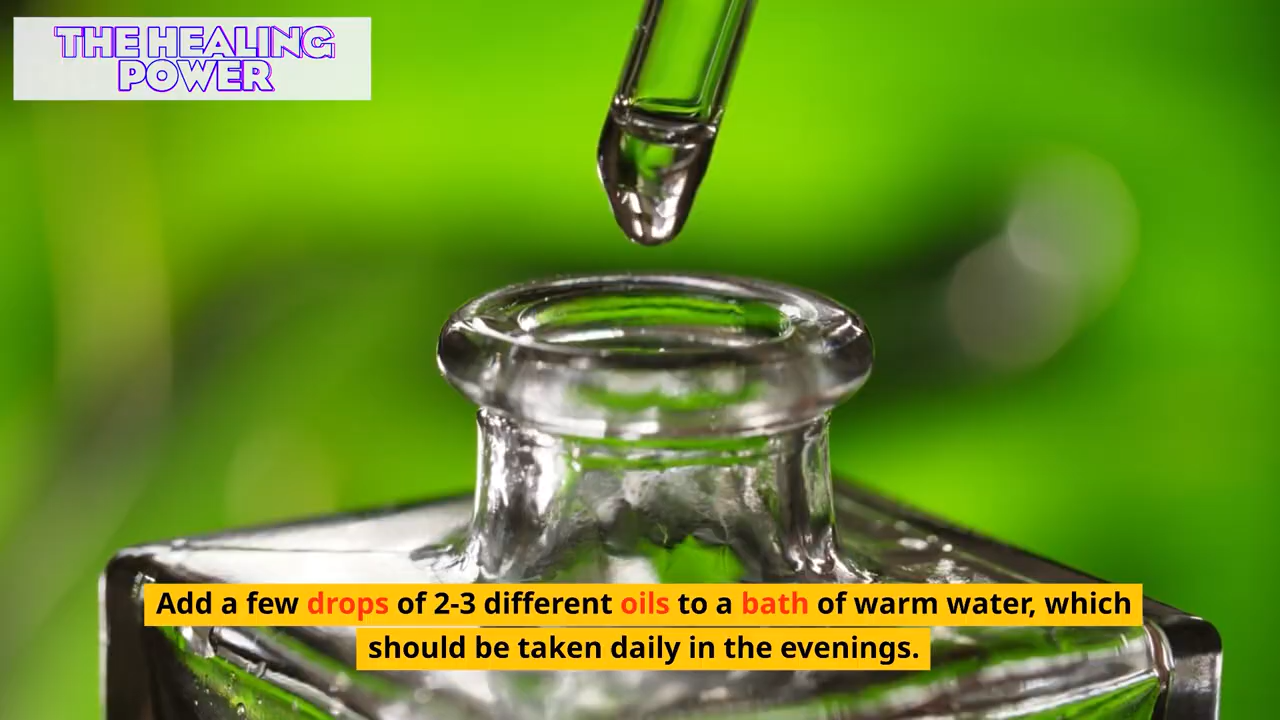 THE HEALING
POWER
Add a few drops of 2-3 different oils to a bath of warm water, which
should be taken daily in the evenings.